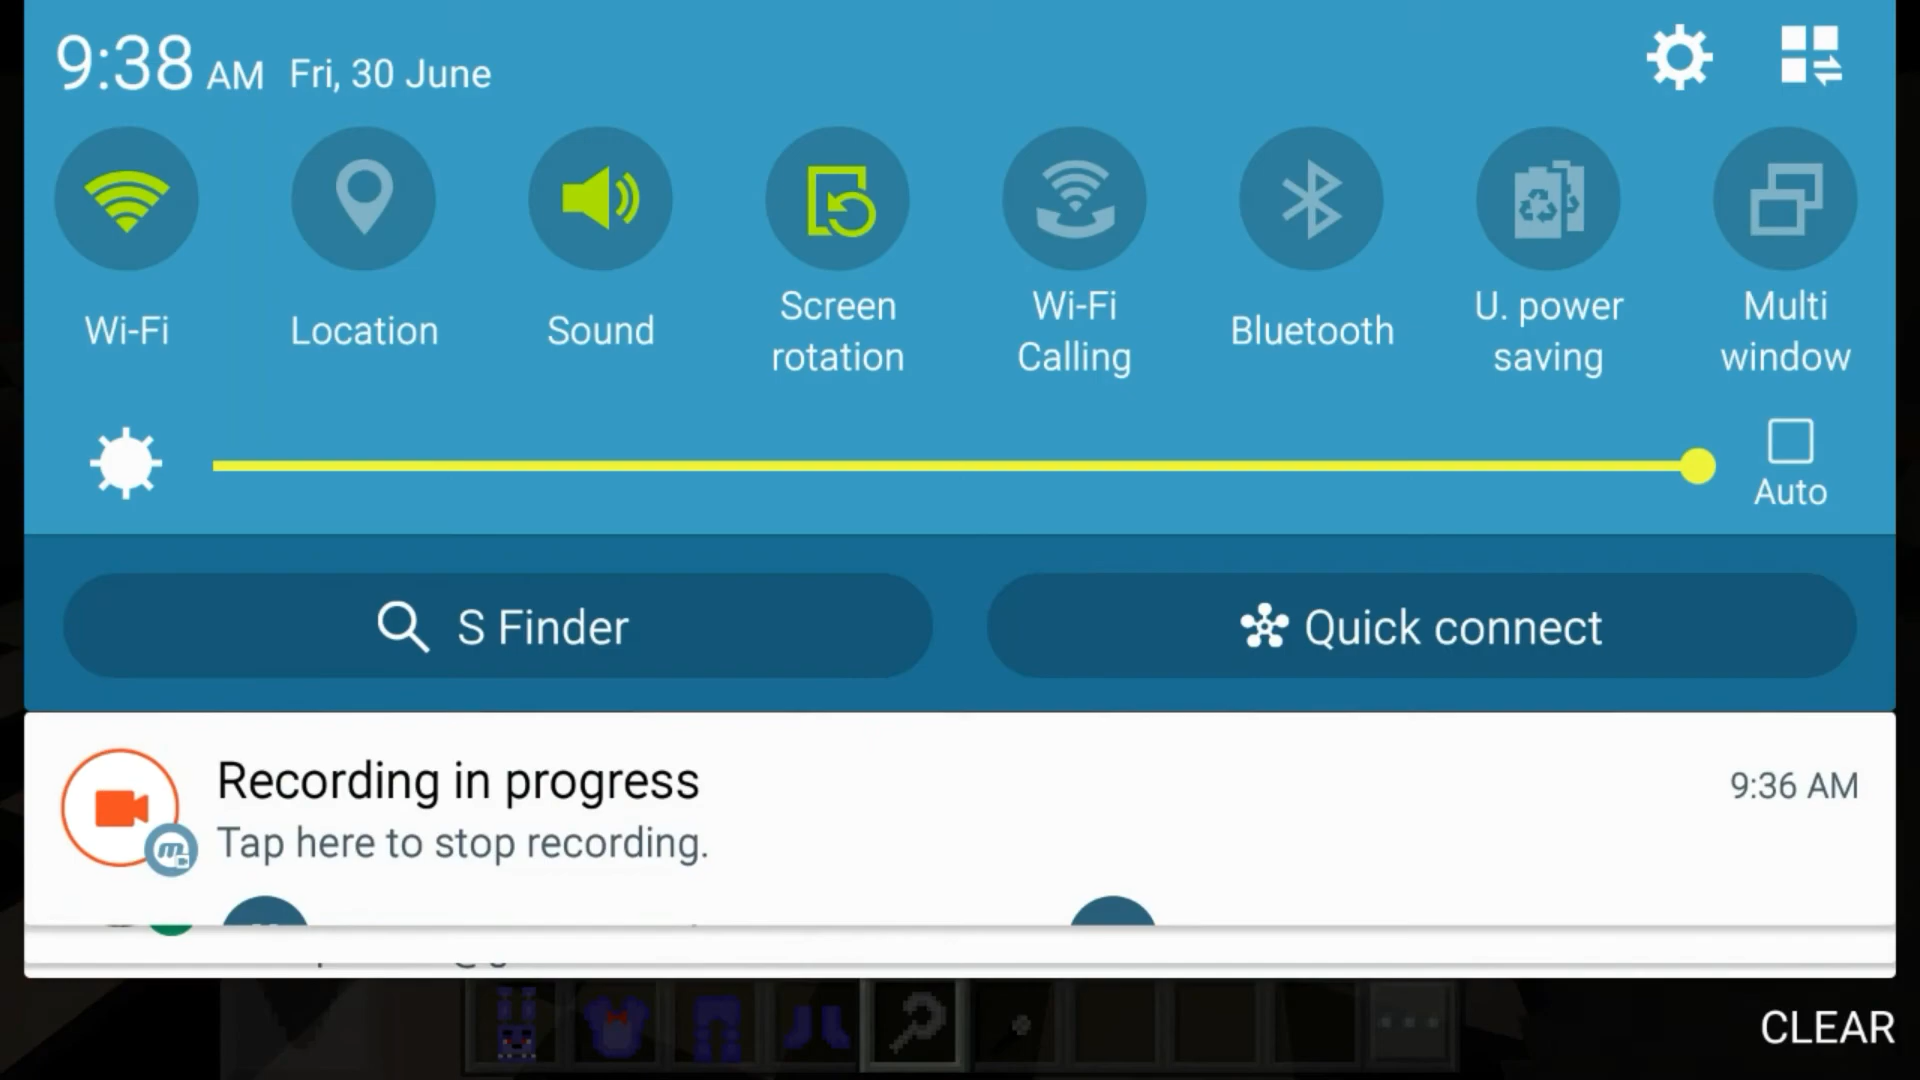 9:38 AM Fri, 30 June
Wi-Fi
Location
Sound
Screen
rotation
Wi-Fi
Calling
Bluetooth
U. power
saving
Multi
window
Auto
S Finder
Quick connect
Recording in progress
9:36 AM
Tap here to stop recording.
CLEAR